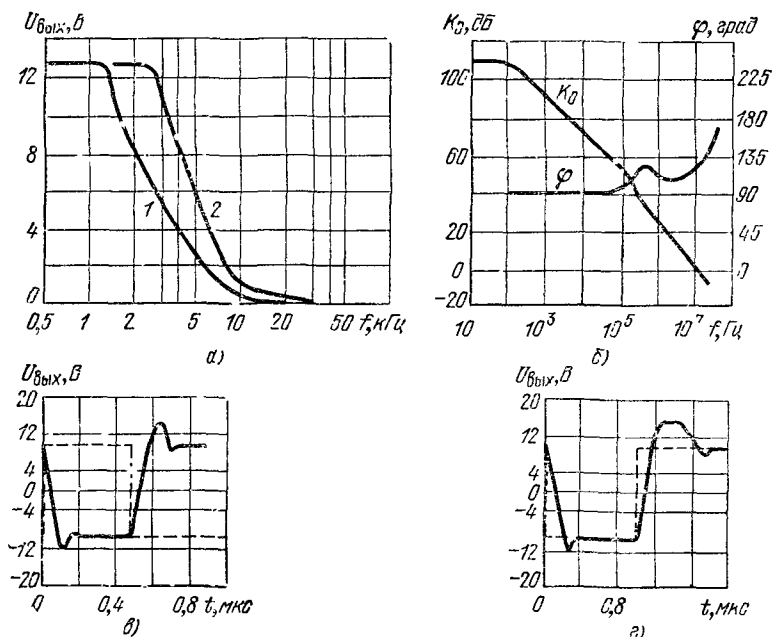 Uвых, В
12
8
4
0
0,5 1 2 5 10 20 50 f, кГц
1
2
а)
K₀, дБ φ, град
100
60
40
20
0
-20
225
180
135
90
45
0
K₀
φ
10 10³ 10⁵ 10⁷ f, Гц
б)
Uвых, В
20
12
4
0
-4
-12
-20
0 0,4 0,8 t, мкс
в)
Uвых, В
20
12
4
0
-4
-12
-20
0 0,8 t, мкс
г)